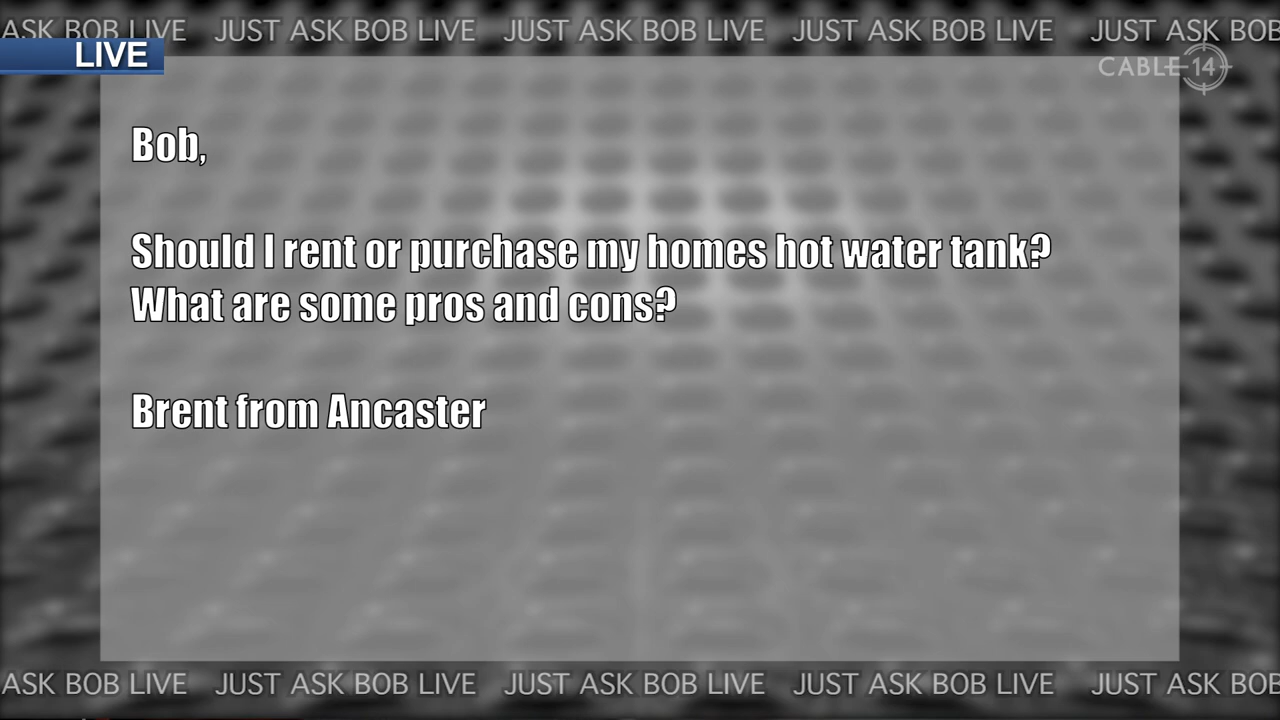 ASK BOB LIVE JUST ASK BOB LIVE JUST ASK BOB LIVE JUST ASK BOB LIVE JUST ASK BOB
LIVE
CABLE 14
Bob,
Should I rent or purchase my homes hot water tank?
What are some pros and cons?
Brent from Ancaster
ASK BOB LIVE JUST ASK BOB LIVE JUST ASK BOB LIVE JUST ASK BOB LIVE JUST ASK BOB